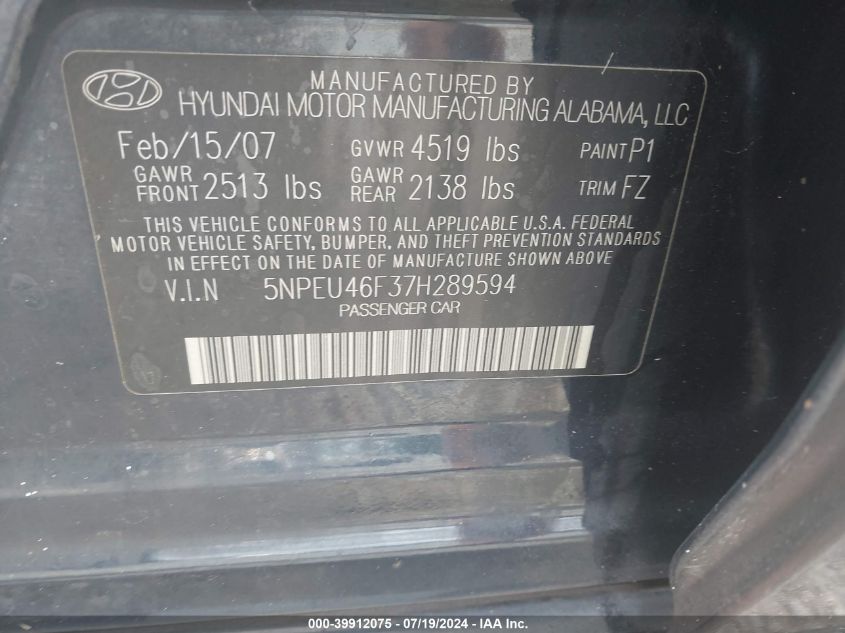 MANUFACTURED BY
HYUNDAI MOTOR MANUFACTURING ALABAMA, LLC
Feb/15/07 GVWR 4519 lbs PAINT P1
GAWR FRONT 2513 lbs GAWR REAR 2138 lbs TRIM FZ
THIS VEHICLE CONFORMS TO ALL APPLICABLE U.S.A. FEDERAL
MOTOR VEHICLE SAFETY, BUMPER, AND THEFT PREVENTION STANDARDS
IN EFFECT ON THE DATE OF MANUFACTURE SHOWN ABOVE
V.I.N 5NPEU46F37H289594
PASSENGER CAR
000-39912075 - 07/19/2024 - IAA Inc.